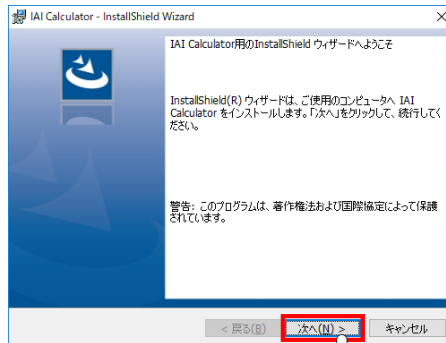 IAI Calculator - InstallShield Wizard
IAI Calculator用のInstallShield ウィザードへようこそ
InstallShield(R) ウィザードは、ご使用のコンピュータへ IAI
Calculator をインストールします。「次へ」をクリックして、続行してく
ださい。
警告: このプログラムは、著作権法および国際協定によって保護
されています。
< 戻る(B)
次へ(N) >
キャンセル